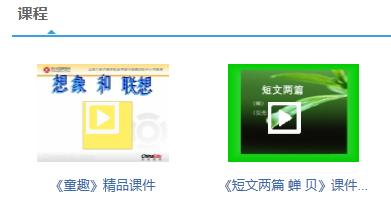 课程
想象 和 联想
ChinaEdu
短文两篇
《童趣》精品课件
《短文两篇 蝉 贝》课件...